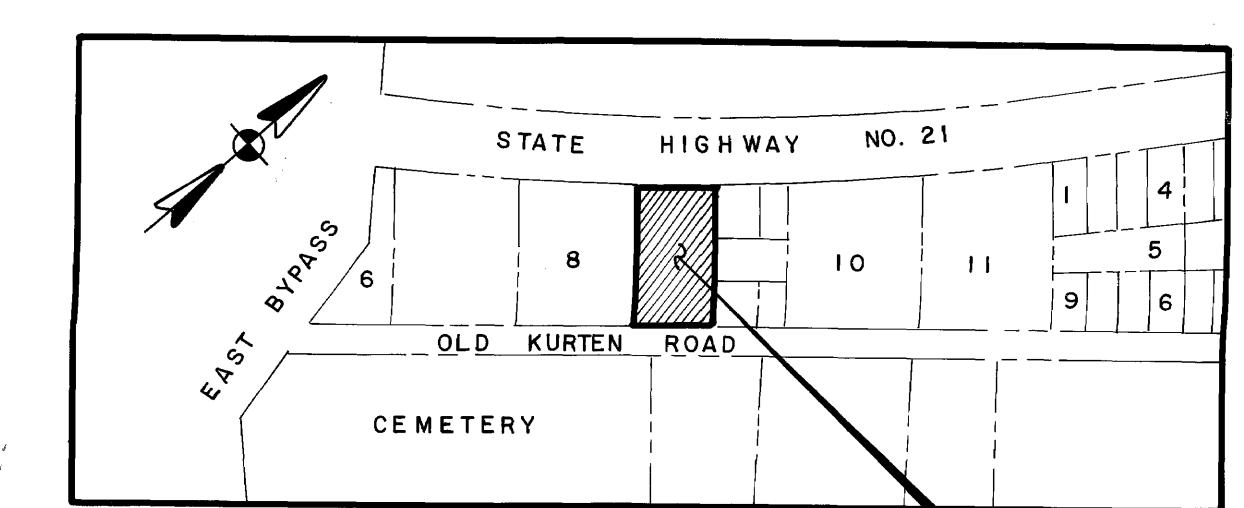 STATE HIGHWAY NO. 21
1
4
5
6
8
10
11
9
6
EAST BYPASS
OLD KURTEN ROAD
CEMETERY